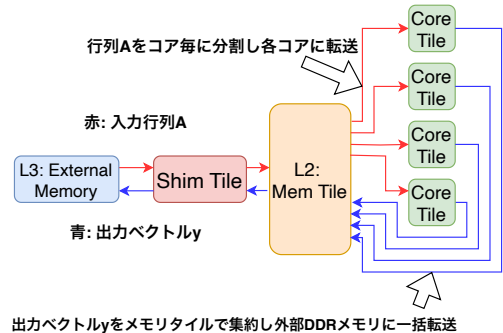 Core
Tile
行列Aをコア毎に分割し各コアに転送
Core
Tile
赤: 入力行列A
Core
Tile
L3: External
Memory
Shim Tile
L2:
Mem Tile
Core
Tile
青: 出力ベクトルy
出力ベクトルyをメモリタイルで集約し外部DDRメモリに一括転送